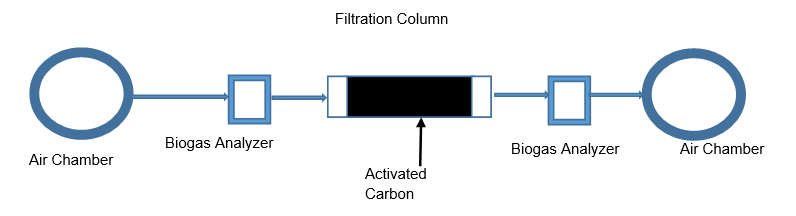 Filtration Column
Air Chamber
Biogas Analyzer
Activated
Carbon
Biogas Analyzer
Air Chamber